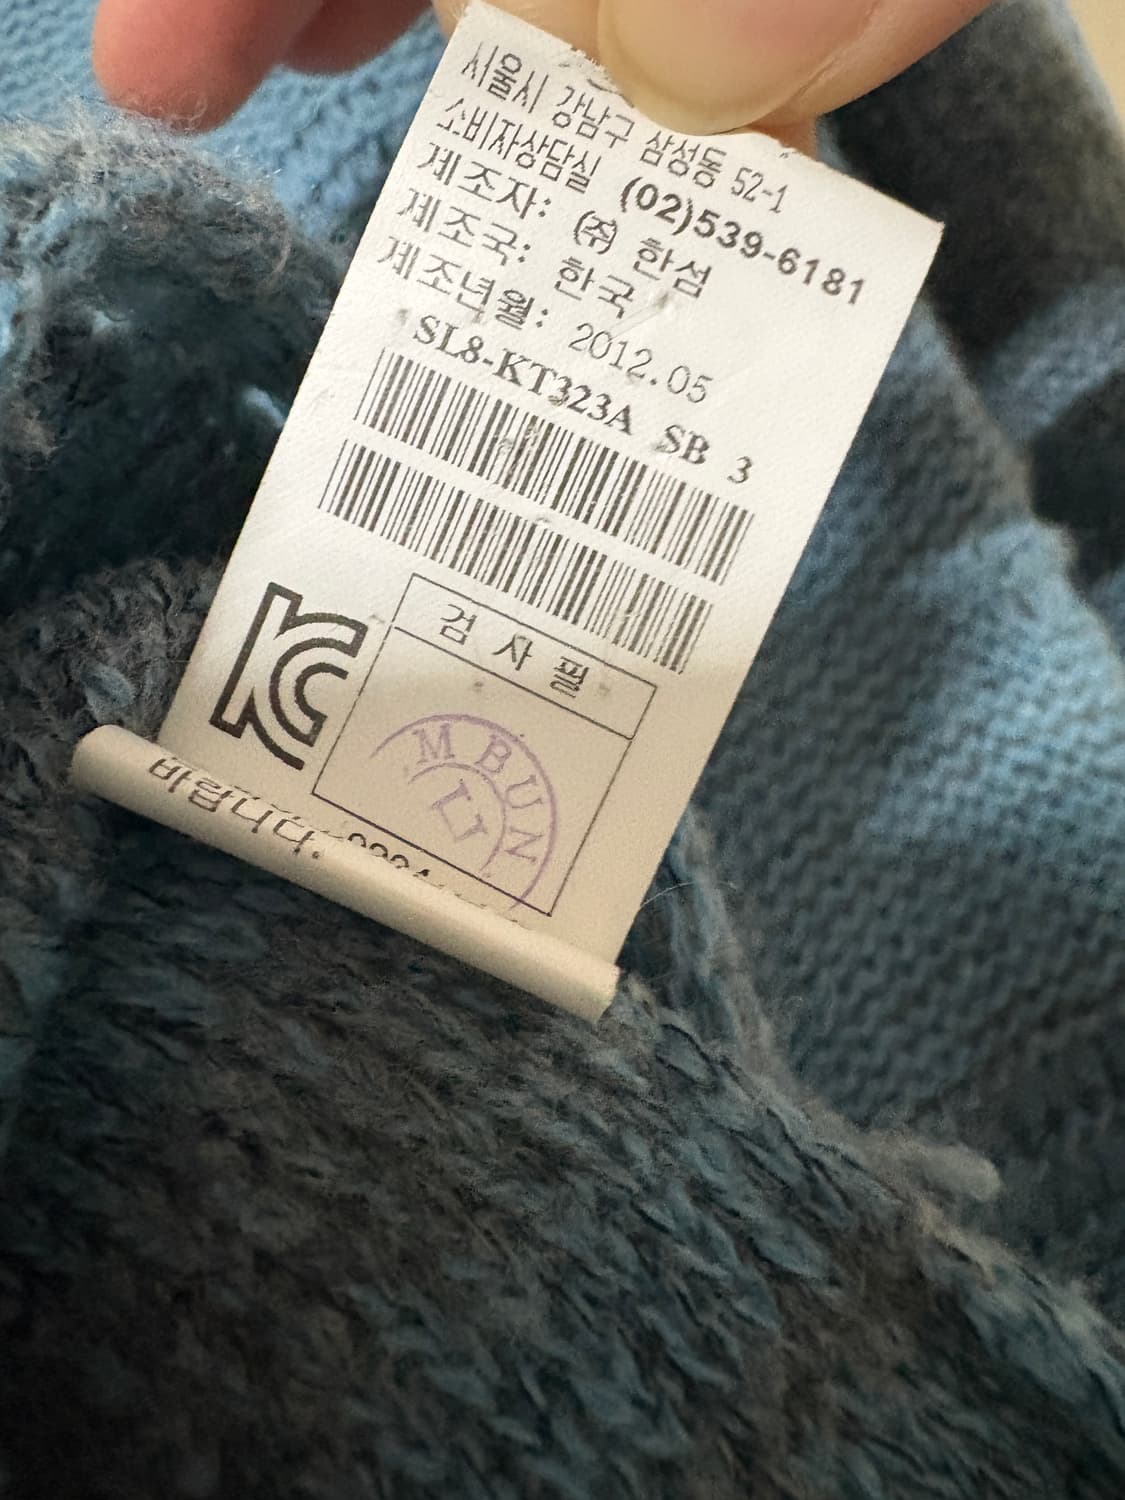 서울시 강남구 삼성동 52-1
소비자상담실 (02)539-6181
제조자: ㈜ 한섬
제조국: 한국
제조년월: 2012.05
SL8-KT323A SB 3
검 사 필
MBUN
바랍니다.